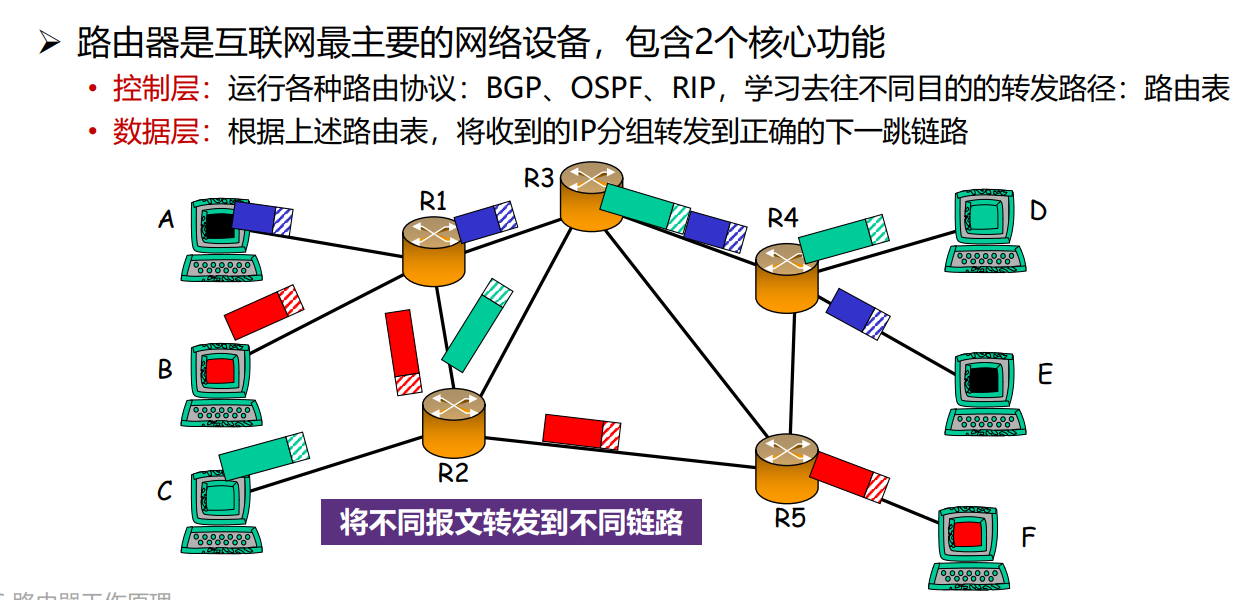 ➢ 路由器是互联网最主要的网络设备，包含2个核心功能
• 控制层：运行各种路由协议：BGP、OSPF、RIP，学习去往不同目的的转发路径：路由表
• 数据层：根据上述路由表，将收到的IP分组转发到正确的下一跳链路
R3
A
R1
R4
D
B
E
C
R2
将不同报文转发到不同链路
R5
F
路由器工作原理